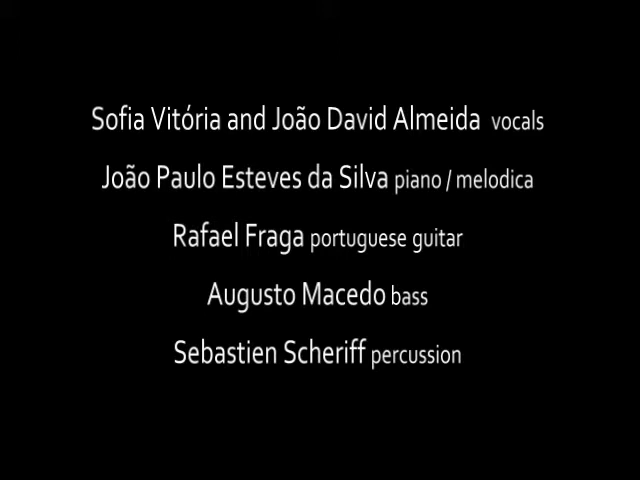 Sofia Vitória and João David Almeida vocals
João Paulo Esteves da Silva piano / melodica
Rafael Fraga portuguese guitar
Augusto Macedo bass
Sebastien Scheriff percussion